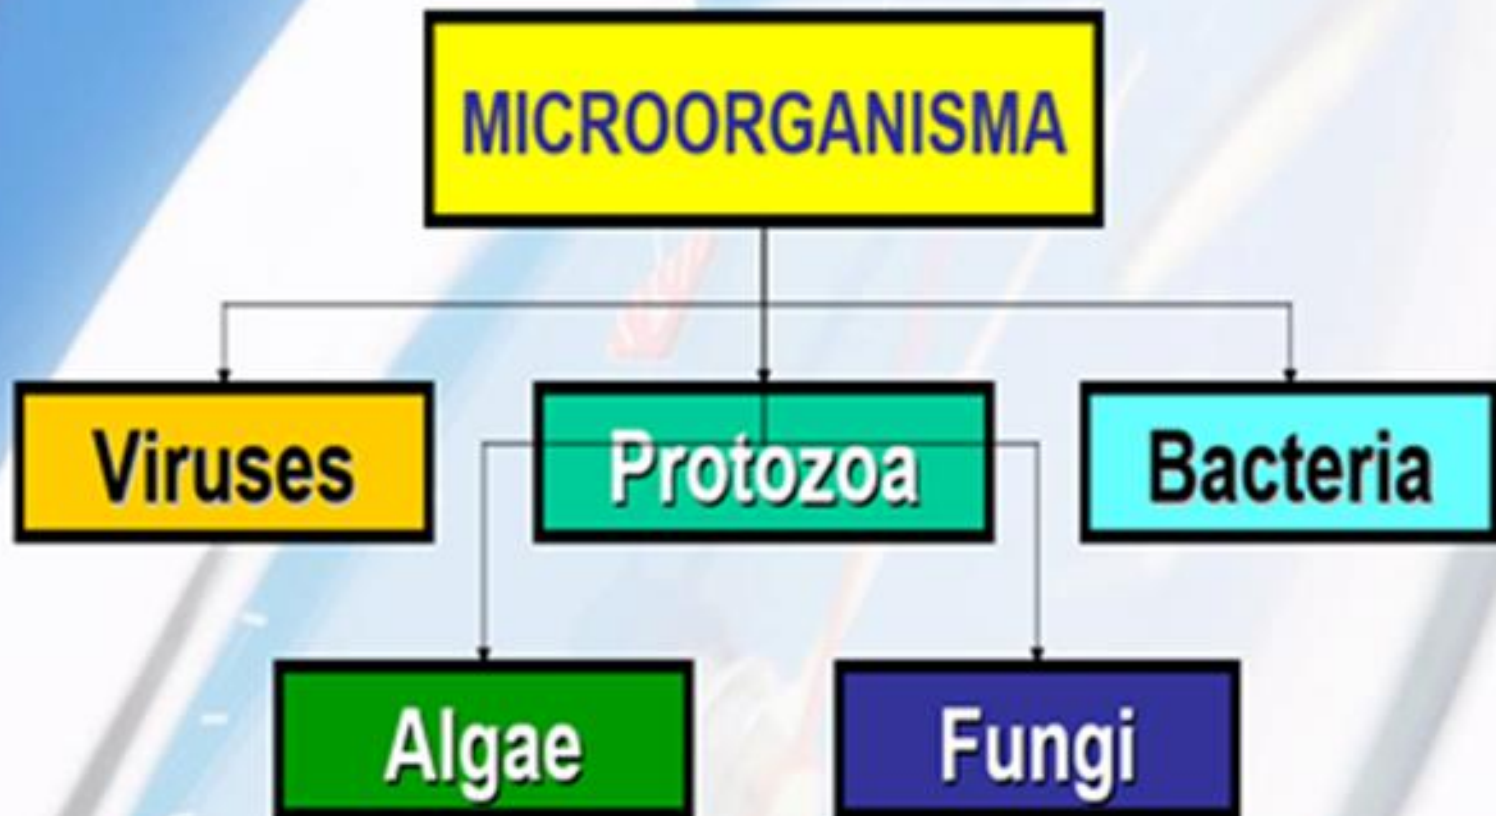 MICROORGANISMA
Viruses
Protozoa
Bacteria
Algae
Fungi